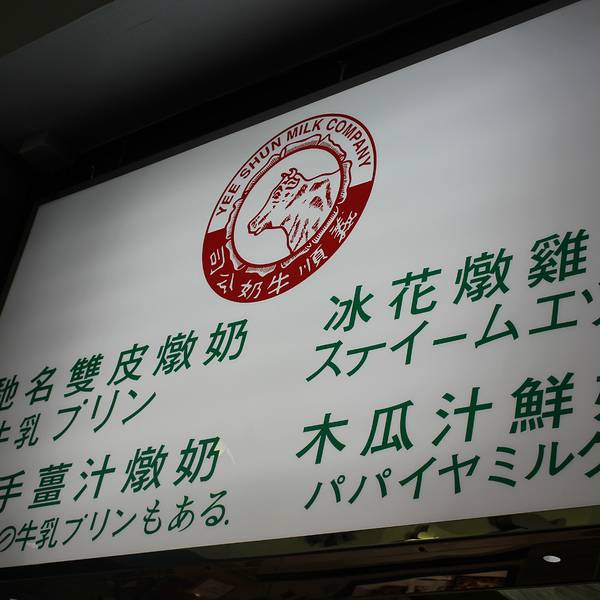 YEE SHUN MILK COMPANY
義順牛奶公司
馳名雙皮燉奶
牛乳プリン
手薑汁燉奶
の牛乳プリンもある.
冰花燉雞
ステイームエ
木瓜汁鮮
パパイヤミルク